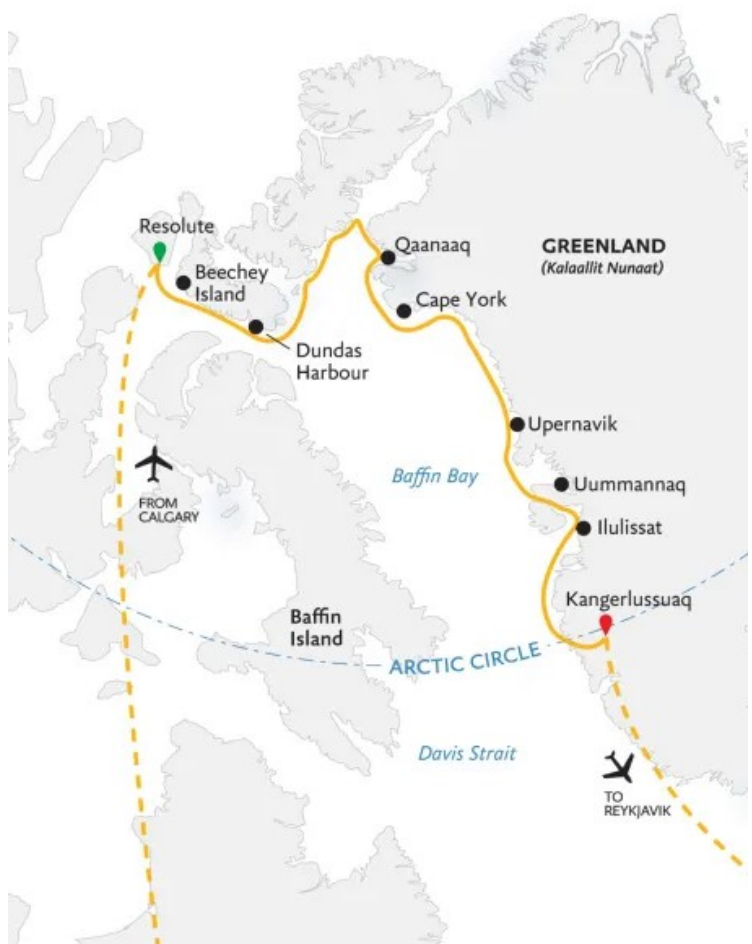 Resolute
Beechey
Island
Qaanaaq
GREENLAND
(Kalaallit Nunaat)
Cape York
Dundas
Harbour
Upernavik
Baffin Bay
Uummannaq
FROM
CALGARY
Ilulissat
Kangerlussuaq
Baffin
Island
ARCTIC CIRCLE
Davis Strait
TO
REYKJAVIK